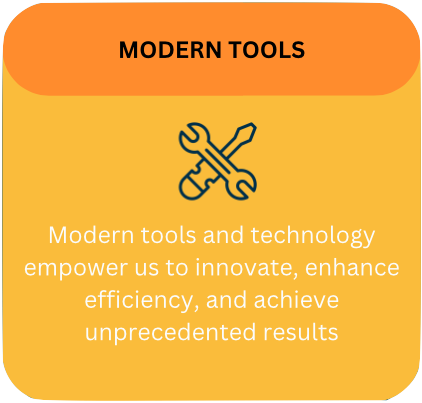 MODERN TOOLS
Modern tools and technology
empower us to innovate, enhance
efficiency, and achieve
unprecedented results